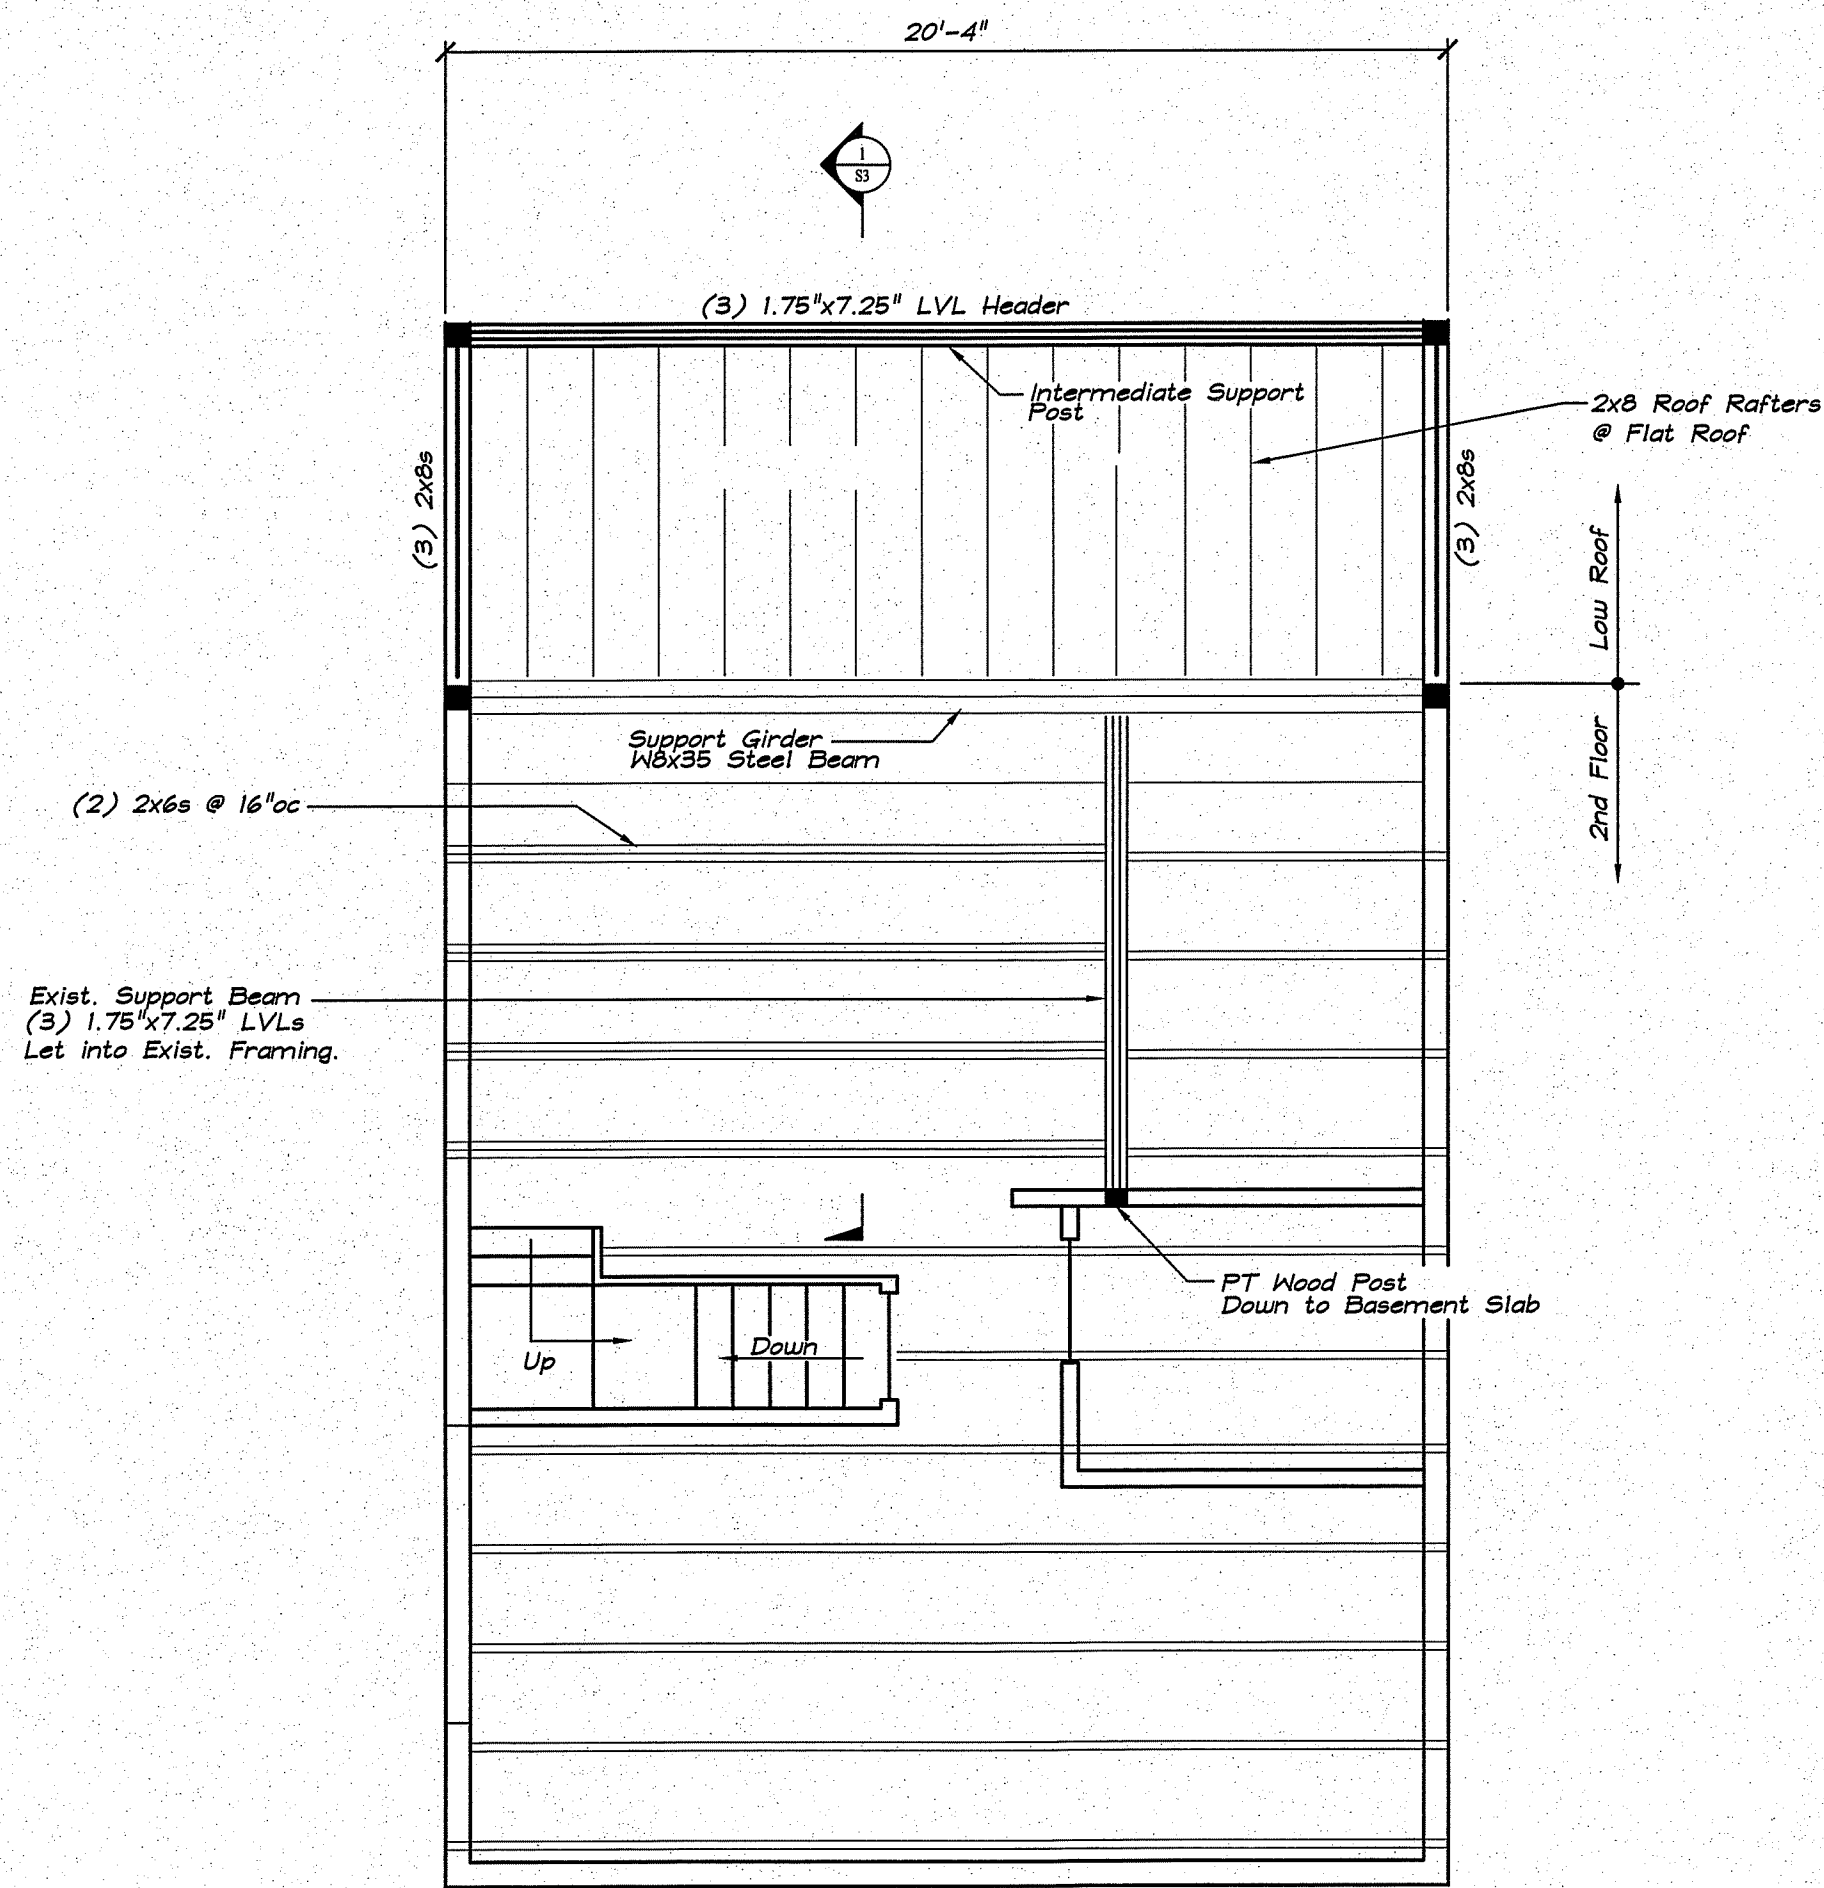 20'-4"
1
S3
(3) 1.75"x7.25" LVL Header
Intermediate Support
Post
2x8 Roof Rafters
@ Flat Roof
(3) 2x8s
(3) 2x8s
Low Roof
2nd Floor
Support Girder
W8x35 Steel Beam
(2) 2x6s @ 16"oc
Exist. Support Beam
(3) 1.75"x7.25" LVLs
Let into Exist. Framing.
PT Wood Post
Down to Basement Slab
Down
Up